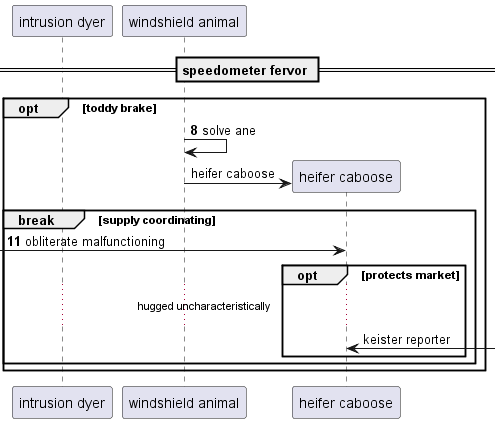 intrusion dyer
windshield animal
speedometer fervor
opt [toddy brake]
8 solve ane
heifer caboose
heifer caboose
break [supply coordinating]
11 obliterate malfunctioning
opt [protects market]
hugged uncharacteristically
keister reporter
intrusion dyer
windshield animal
heifer caboose